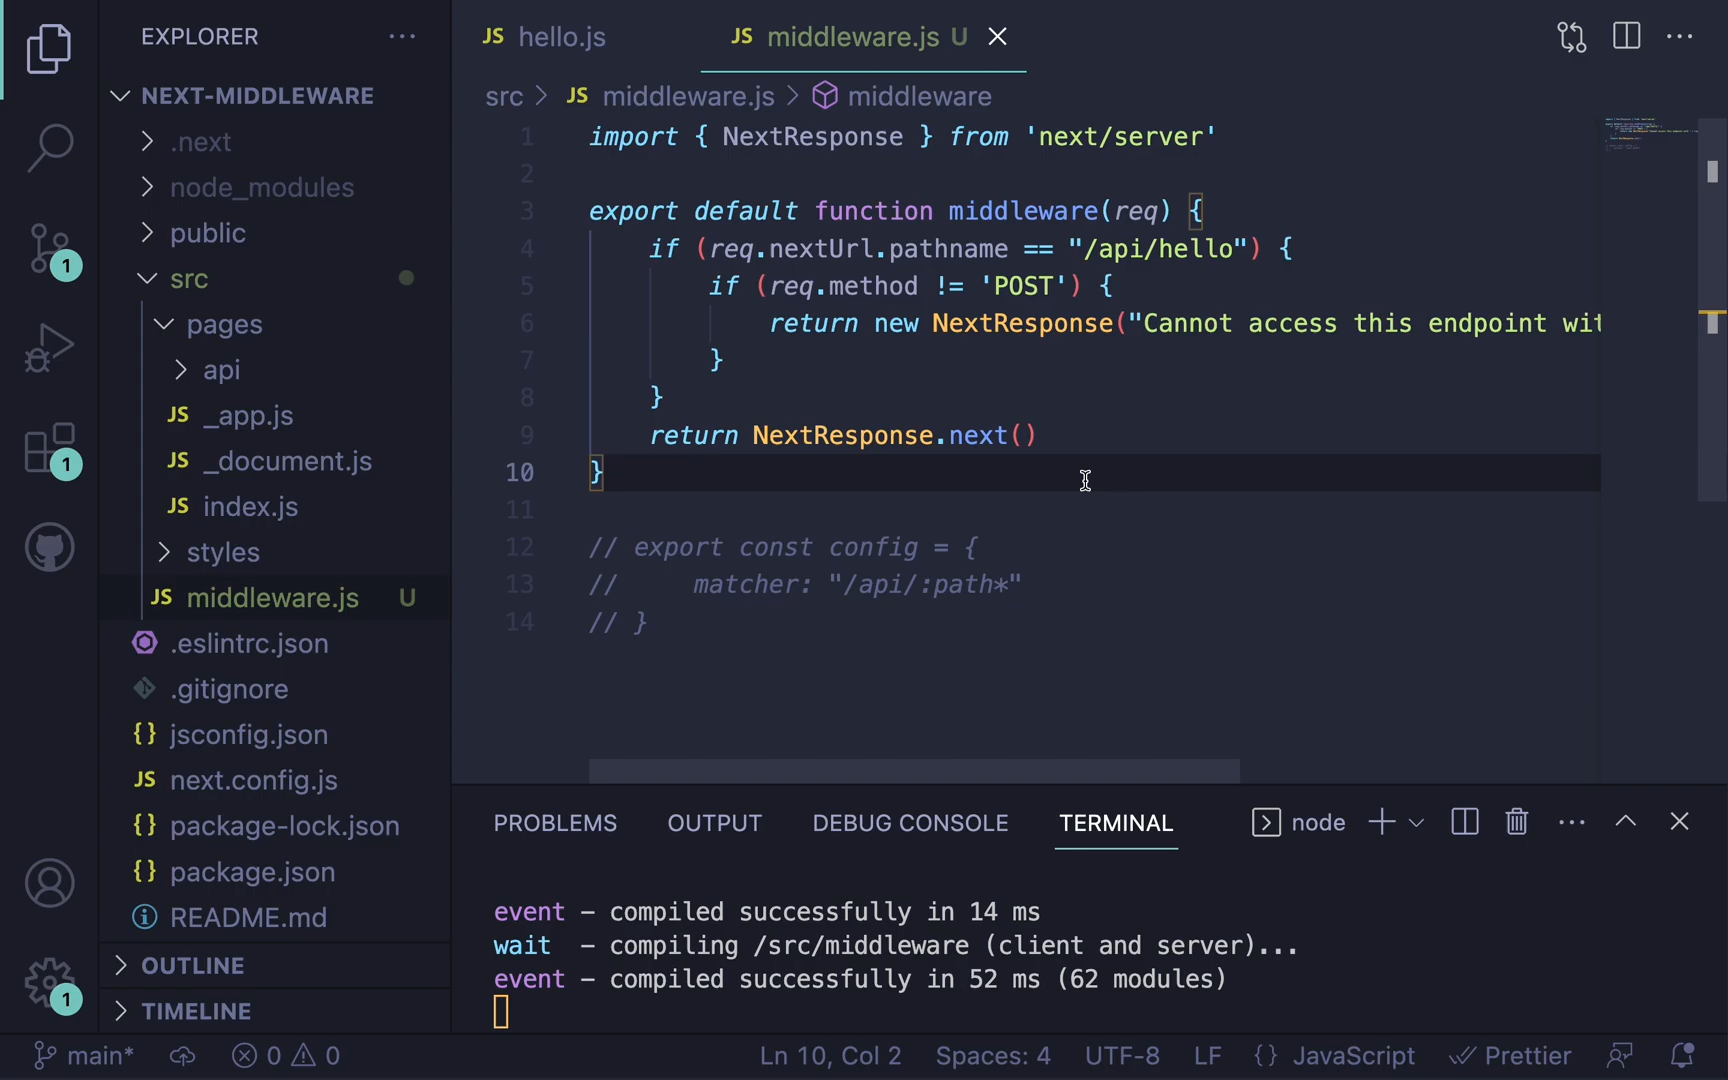 EXPLORER
NEXT-MIDDLEWARE
.next
node_modules
public
src
pages
api
JS _app.js
JS _document.js
JS index.js
styles
JS middleware.js U
.eslintrc.json
.gitignore
{} jsconfig.json
JS next.config.js
{} package-lock.json
{} package.json
README.md
OUTLINE
TIMELINE
1
1
1
JS hello.js
JS middleware.js U
src > JS middleware.js > middleware
1 import { NextResponse } from 'next/server'
2
3 export default function middleware(req) {
4 if (req.nextUrl.pathname == "/api/hello") {
5 if (req.method != 'POST') {
6 return new NextResponse("Cannot access this endpoint wit
7 }
8 }
9 return NextResponse.next()
10 }
11
12 // export const config = {
13 // matcher: "/api/:path*"
14 // }
PROBLEMS OUTPUT DEBUG CONSOLE TERMINAL node
event – compiled successfully in 14 ms
wait – compiling /src/middleware (client and server)...
event – compiled successfully in 52 ms (62 modules)
main* 0 0 Ln 10, Col 2 Spaces: 4 UTF-8 LF {} JavaScript Prettier